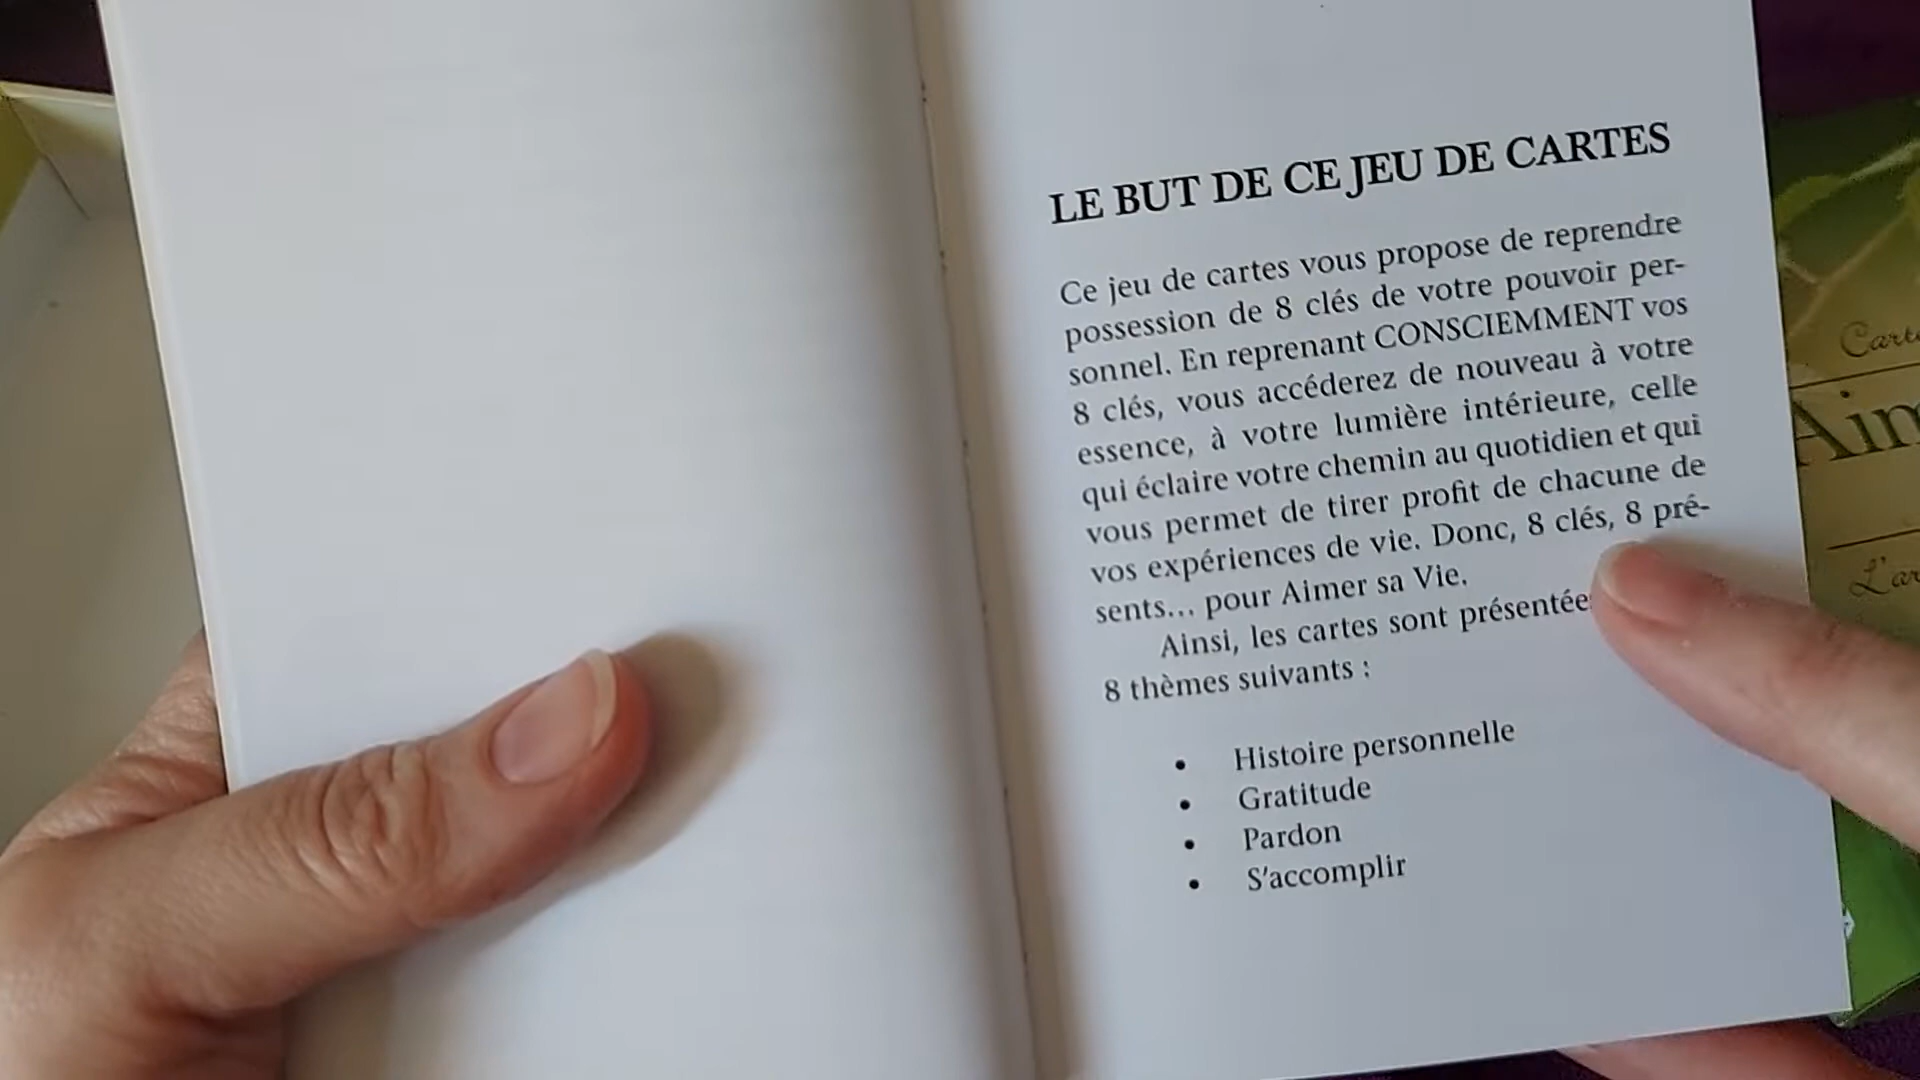 LE BUT DE CE JEU DE CARTES
Ce jeu de cartes vous propose de reprendre
possession de 8 clés de votre pouvoir per-
sonnel. En reprenant CONSCIEMMENT vos
8 clés, vous accéderez de nouveau à votre
essence, à votre lumière intérieure, celle
qui éclaire votre chemin au quotidien et qui
vous permet de tirer profit de chacune de
vos expériences de vie. Donc, 8 clés, 8 pré-
sents... pour Aimer sa Vie.
Ainsi, les cartes sont
8 thèmes suivants :
• Histoire personnelle
• Gratitude
• Pardon
• S'accomplir